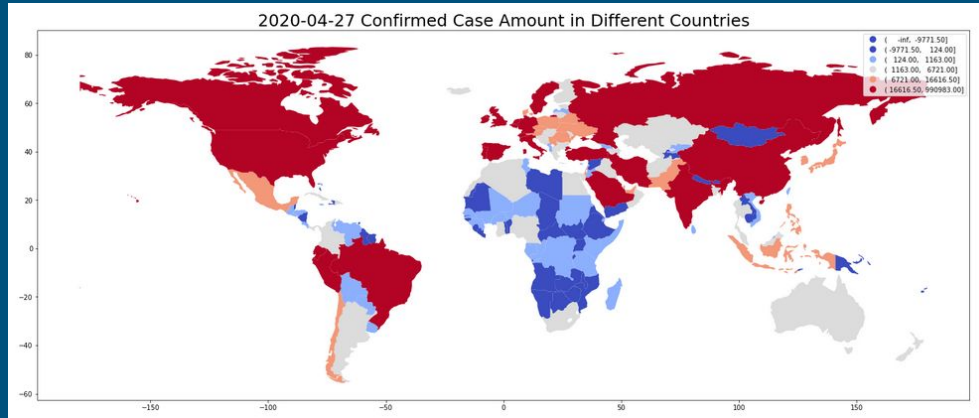 2020-04-27 Confirmed Case Amount in Different Countries
( -inf, -9771.50]
(-9771.50, 124.00]
( 124.00, 1163.00]
( 1163.00, 6721.00]
( 6721.00, 16616.50]
( 16616.50, 990983.00]
80
60
40
20
0
−20
−40
−60
−150
−100
−50
0
50
100
150